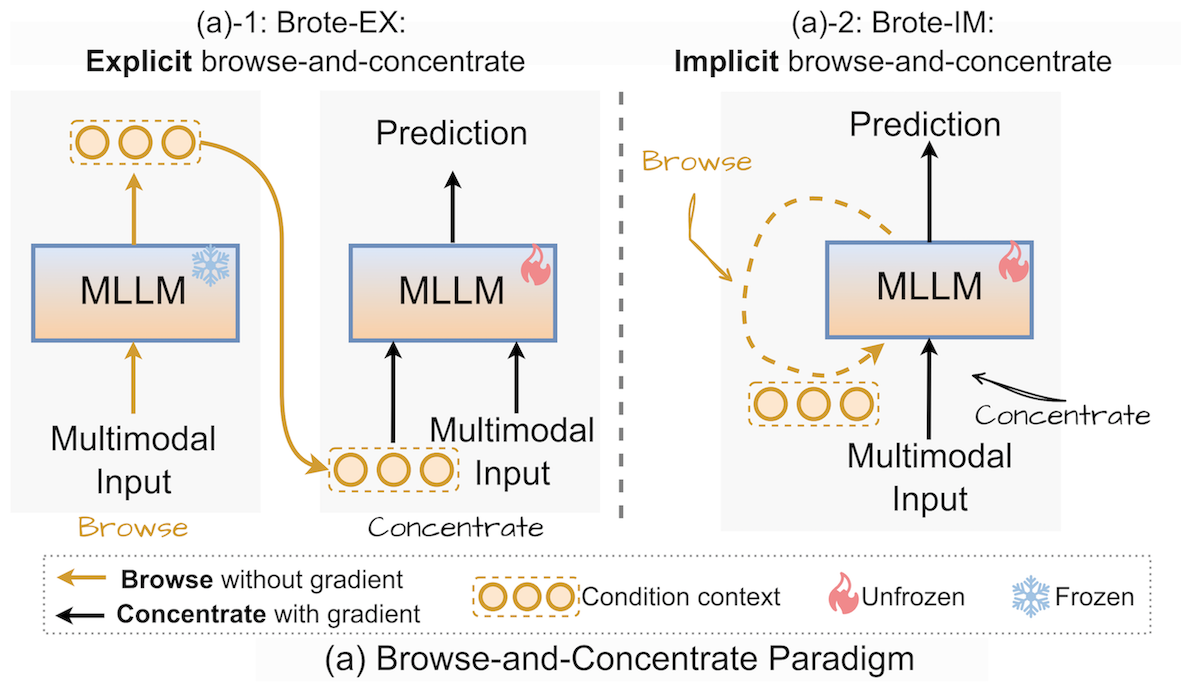 (a)-1: Brote-EX:
Explicit browse-and-concentrate
Prediction
MLLM
MLLM
Multimodal
Input
Multimodal
Input
Browse
Concentrate
(a)-2: Brote-IM:
Implicit browse-and-concentrate
Prediction
Browse
MLLM
Concentrate
Multimodal
Input
Browse without gradient
Concentrate with gradient
Condition context
Unfrozen
Frozen
(a) Browse-and-Concentrate Paradigm